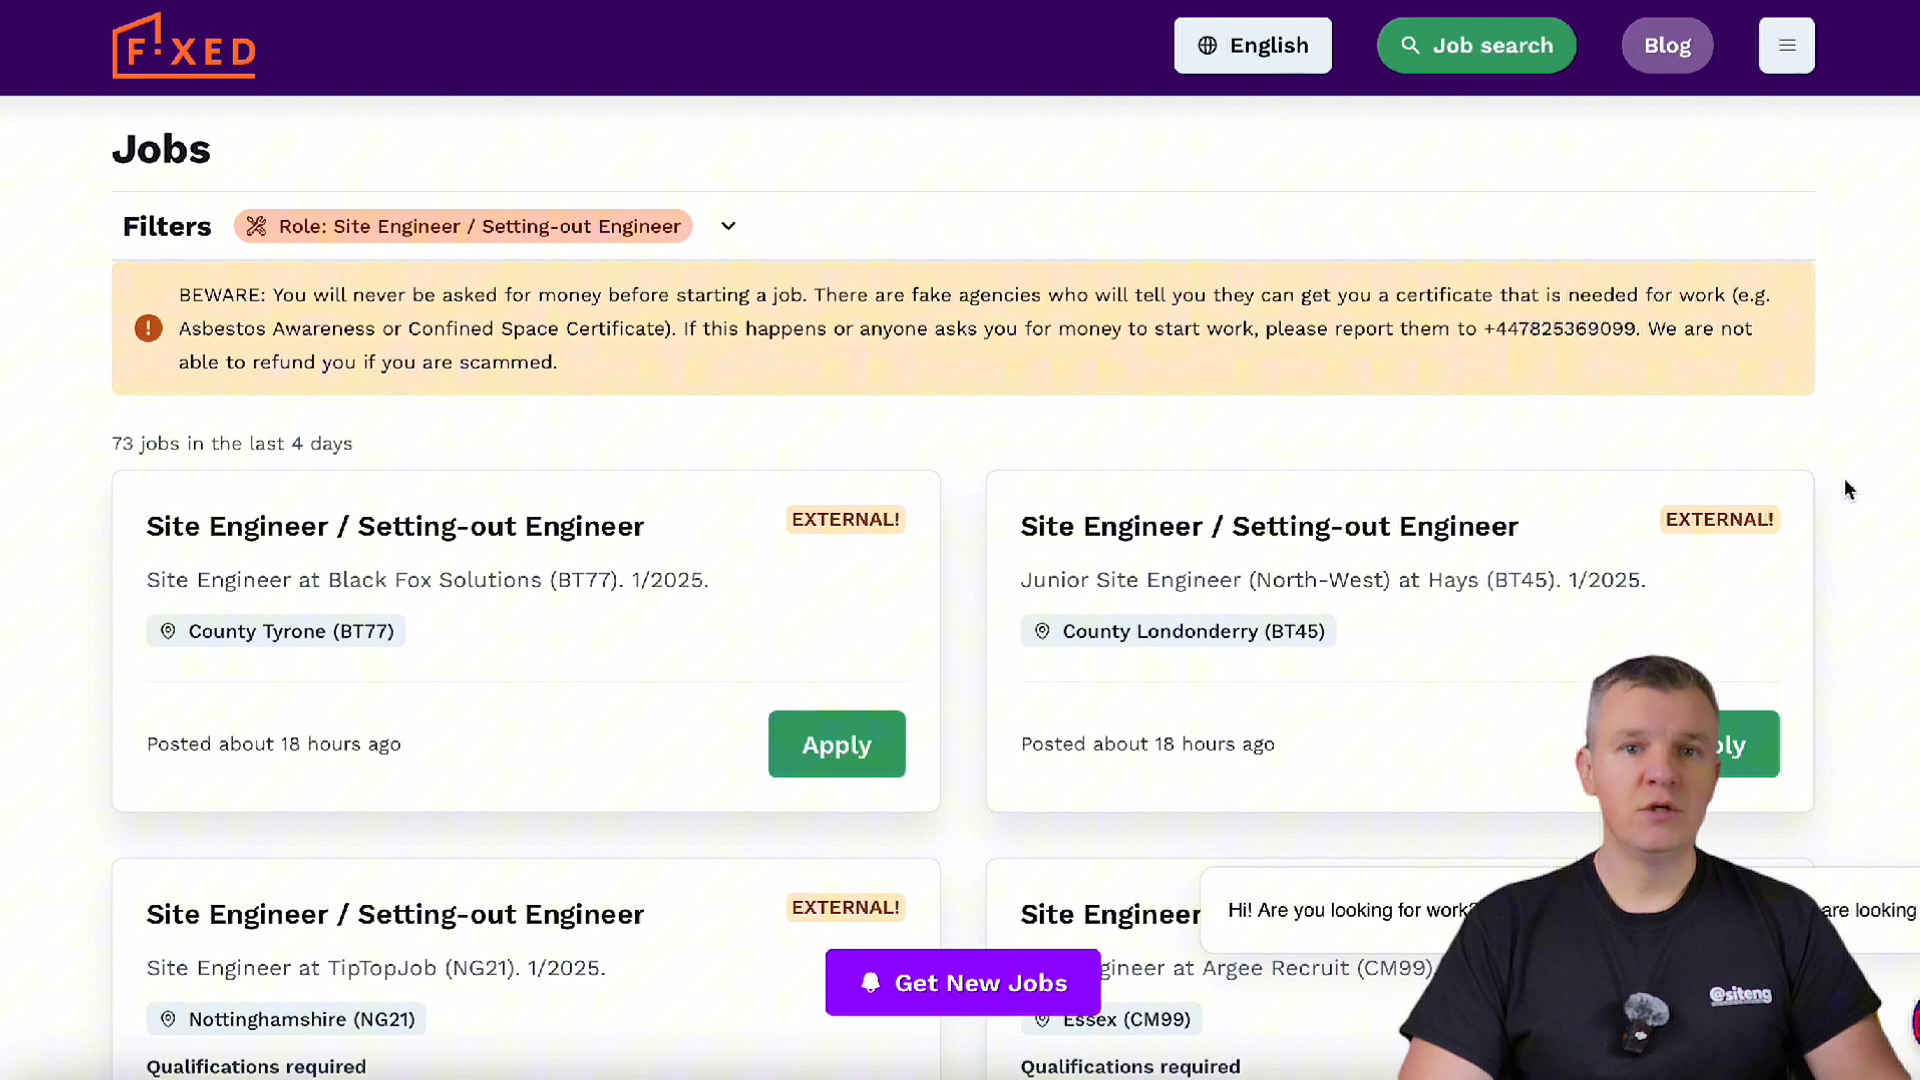 F!XED
English
Job search
Blog
Jobs
Filters
Role: Site Engineer / Setting-out Engineer
BEWARE: You will never be asked for money before starting a job. There are fake agencies who will tell you they can get you a certificate that is needed for work (e.g.
Asbestos Awareness or Confined Space Certificate). If this happens or anyone asks you for money to start work, please report them to +447825369099. We are not
able to refund you if you are scammed.
73 jobs in the last 4 days
Site Engineer / Setting-out Engineer
EXTERNAL!
Site Engineer at Black Fox Solutions (BT77). 1/2025.
County Tyrone (BT77)
Posted about 18 hours ago
Apply
Site Engineer / Setting-out Engineer
EXTERNAL!
Junior Site Engineer (North-West) at Hays (BT45). 1/2025.
County Londonderry (BT45)
Posted about 18 hours ago
Site Engineer / Setting-out Engineer
EXTERNAL!
Site Engineer at TipTopJob (NG21). 1/2025.
Nottinghamshire (NG21)
Qualifications required
Site Engineer
at Argee Recruit (CM99)
Essex (CM99)
Qualifications required
Hi! Are you looking for work
are looking
Get New Jobs
@siteng